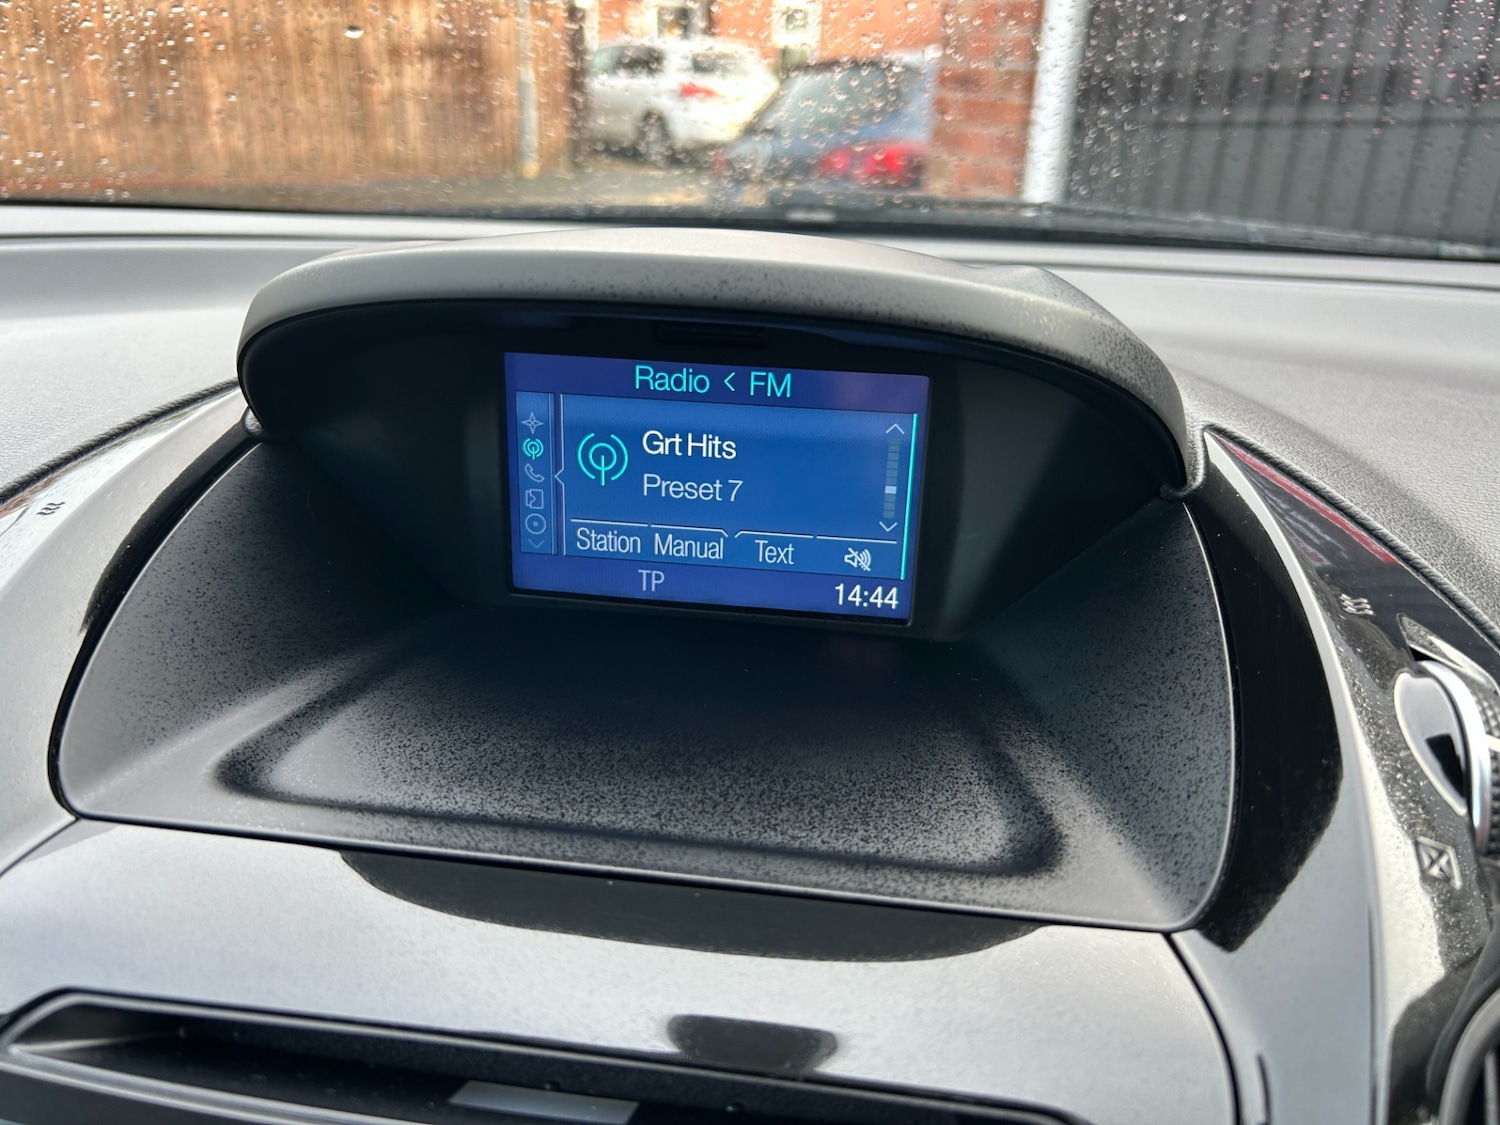 Radio < FM
Grt Hits
Preset 7
Station Manual Text
TP
14:44